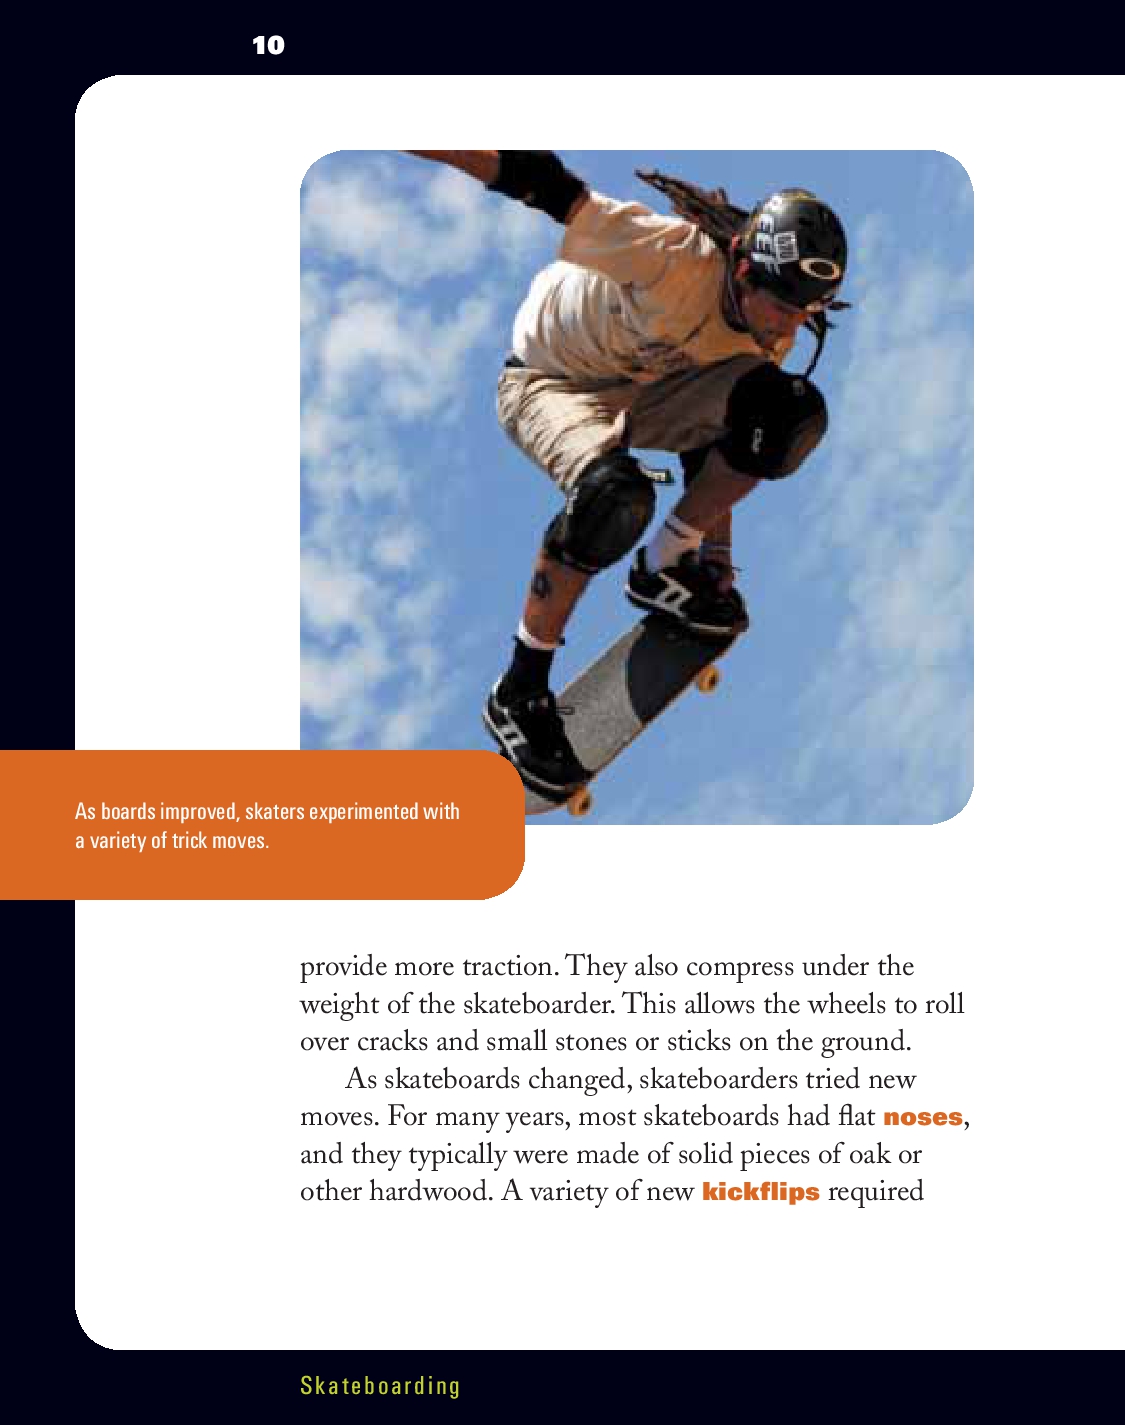 10
REEF
As boards improved, skaters experimented with
a variety of trick moves.
provide more traction. They also compress under the
weight of the skateboarder. This allows the wheels to roll
over cracks and small stones or sticks on the ground.
As skateboards changed, skateboarders tried new
moves. For many years, most skateboards had flat noses,
and they typically were made of solid pieces of oak or
other hardwood. A variety of new kickflips required
Skateboarding